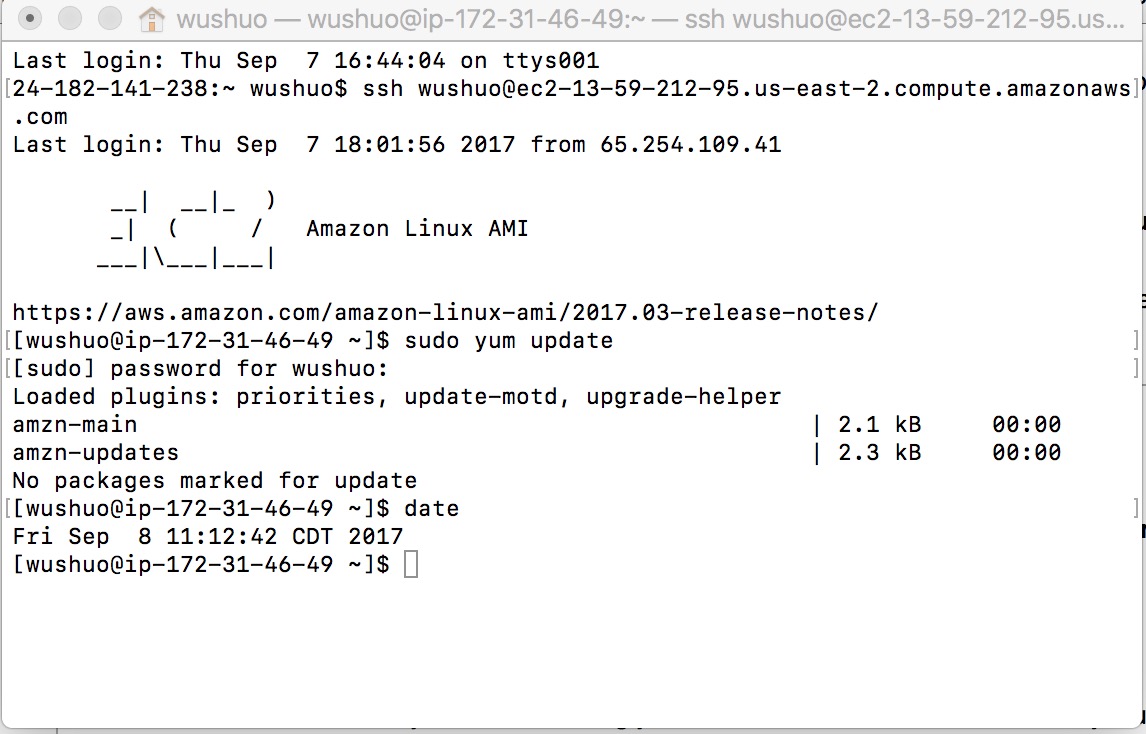 wushuo — wushuo@ip-172-31-46-49:~ — ssh wushuo@ec2-13-59-212-95.us...
Last login: Thu Sep  7 16:44:04 on ttys001
[24-182-141-238:~ wushuo$ ssh wushuo@ec2-13-59-212-95.us-east-2.compute.amazonaws]
.com
Last login: Thu Sep  7 18:01:56 2017 from 65.254.109.41

       __|  __|_  )
       _|  (     /   Amazon Linux AMI
      ___|\___|___|

https://aws.amazon.com/amazon-linux-ami/2017.03-release-notes/
[[wushuo@ip-172-31-46-49 ~]$ sudo yum update ]
[[sudo] password for wushuo: ]
Loaded plugins: priorities, update-motd, upgrade-helper
amzn-main                                                | 2.1 kB     00:00
amzn-updates                                             | 2.3 kB     00:00
No packages marked for update
[[wushuo@ip-172-31-46-49 ~]$ date ]
Fri Sep  8 11:12:42 CDT 2017
[wushuo@ip-172-31-46-49 ~]$